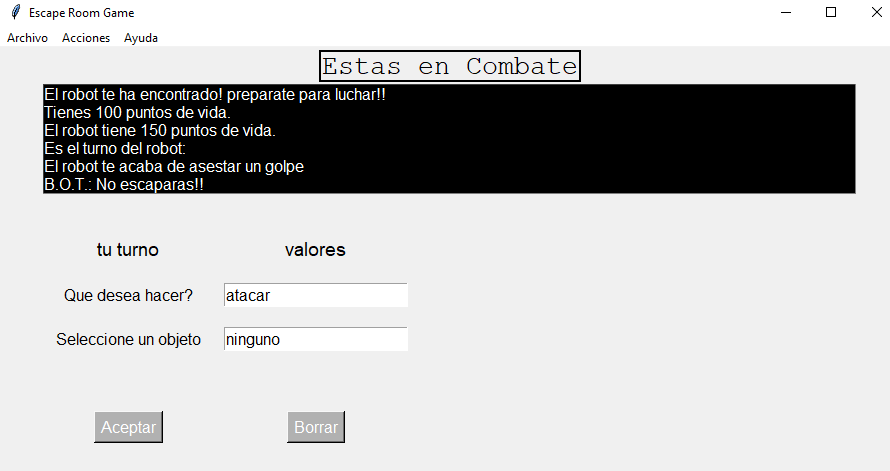 Escape Room Game
Archivo Acciones Ayuda
Estas en Combate
El robot te ha encontrado! preparate para luchar!!
Tienes 100 puntos de vida.
El robot tiene 150 puntos de vida.
Es el turno del robot:
El robot te acaba de asestar un golpe
B.O.T.: No escaparas!!
tu turno valores
Que desea hacer? atacar
Seleccione un objeto ninguno
Aceptar Borrar